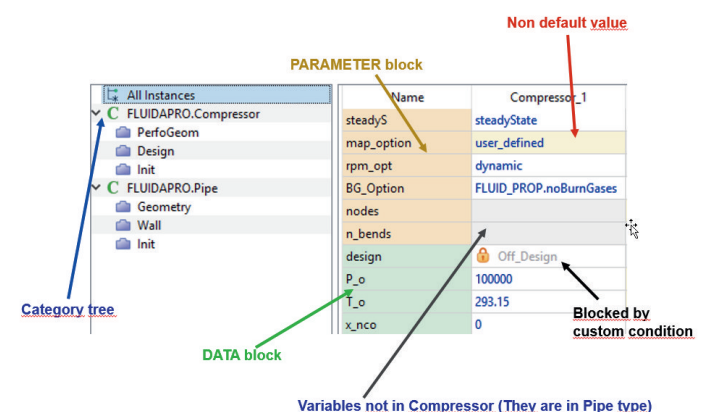 Non default value
PARAMETER block
All Instances
FLUIDAPRO.Compressor
PerfoGeom
Design
Init
FLUIDAPRO.Pipe
Geometry
Wall
Init
Name Compressor_1
steadyS steadyState
map_option user_defined
rpm_opt dynamic
BG_Option FLUID_PROP.noBurnGases
nodes
n_bends
design Off_Design
P_o 100000
T_o 293.15
x_nco 0
Category tree
DATA block
Blocked by
custom condition
Variables not in Compressor (They are in Pipe type)